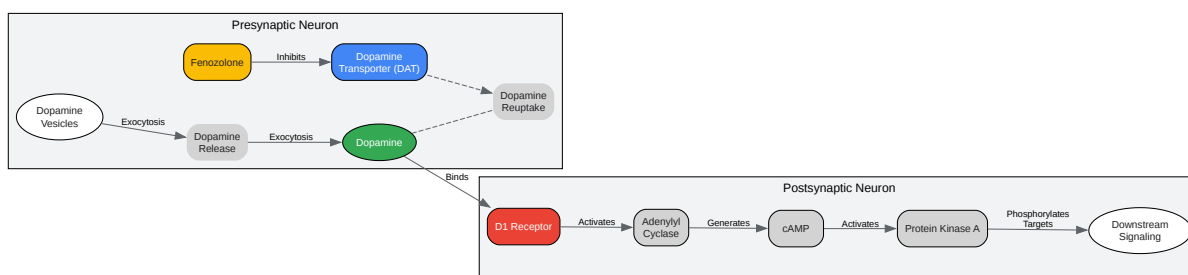 Presynaptic Neuron
Fenozolone
Inhibits
Dopamine
Transporter (DAT)
Dopamine
Reuptake
Dopamine
Vesicles
Exocytosis
Dopamine
Release
Exocytosis
Dopamine
Binds
Postsynaptic Neuron
D1 Receptor
Activates
Adenylyl
Cyclase
Generates
cAMP
Activates
Protein Kinase A
Phosphorylates
Targets
Downstream
Signaling